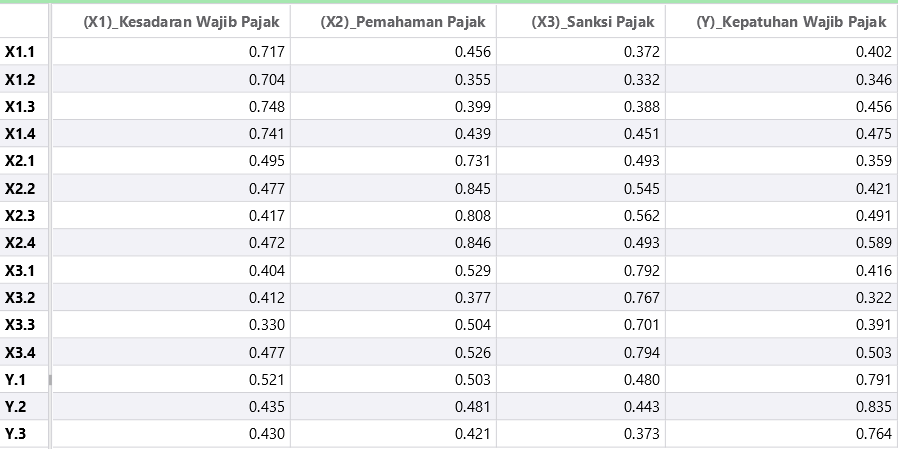 (X1)_Kesadaran Wajib Pajak (X2)_Pemahaman Pajak (X3)_Sanksi Pajak (Y)_Kepatuhan Wajib Pajak
X1.1 0.717 0.456 0.372 0.402
X1.2 0.704 0.355 0.332 0.346
X1.3 0.748 0.399 0.388 0.456
X1.4 0.741 0.439 0.451 0.475
X2.1 0.495 0.731 0.493 0.359
X2.2 0.477 0.845 0.545 0.421
X2.3 0.417 0.808 0.562 0.491
X2.4 0.472 0.846 0.493 0.589
X3.1 0.404 0.529 0.792 0.416
X3.2 0.412 0.377 0.767 0.322
X3.3 0.330 0.504 0.701 0.391
X3.4 0.477 0.526 0.794 0.503
Y.1 0.521 0.503 0.480 0.791
Y.2 0.435 0.481 0.443 0.835
Y.3 0.430 0.421 0.373 0.764